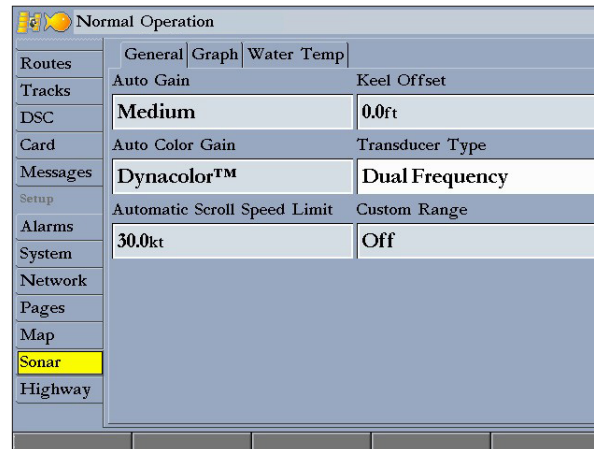 Normal Operation
Routes
Tracks
DSC
Card
Messages
Setup
Alarms
System
Network
Pages
Map
Sonar
Highway
General Graph Water Temp
Auto Gain
Medium
Keel Offset
0.0ft
Auto Color Gain
Dynacolor™
Transducer Type
Dual Frequency
Automatic Scroll Speed Limit
30.0kt
Custom Range
Off